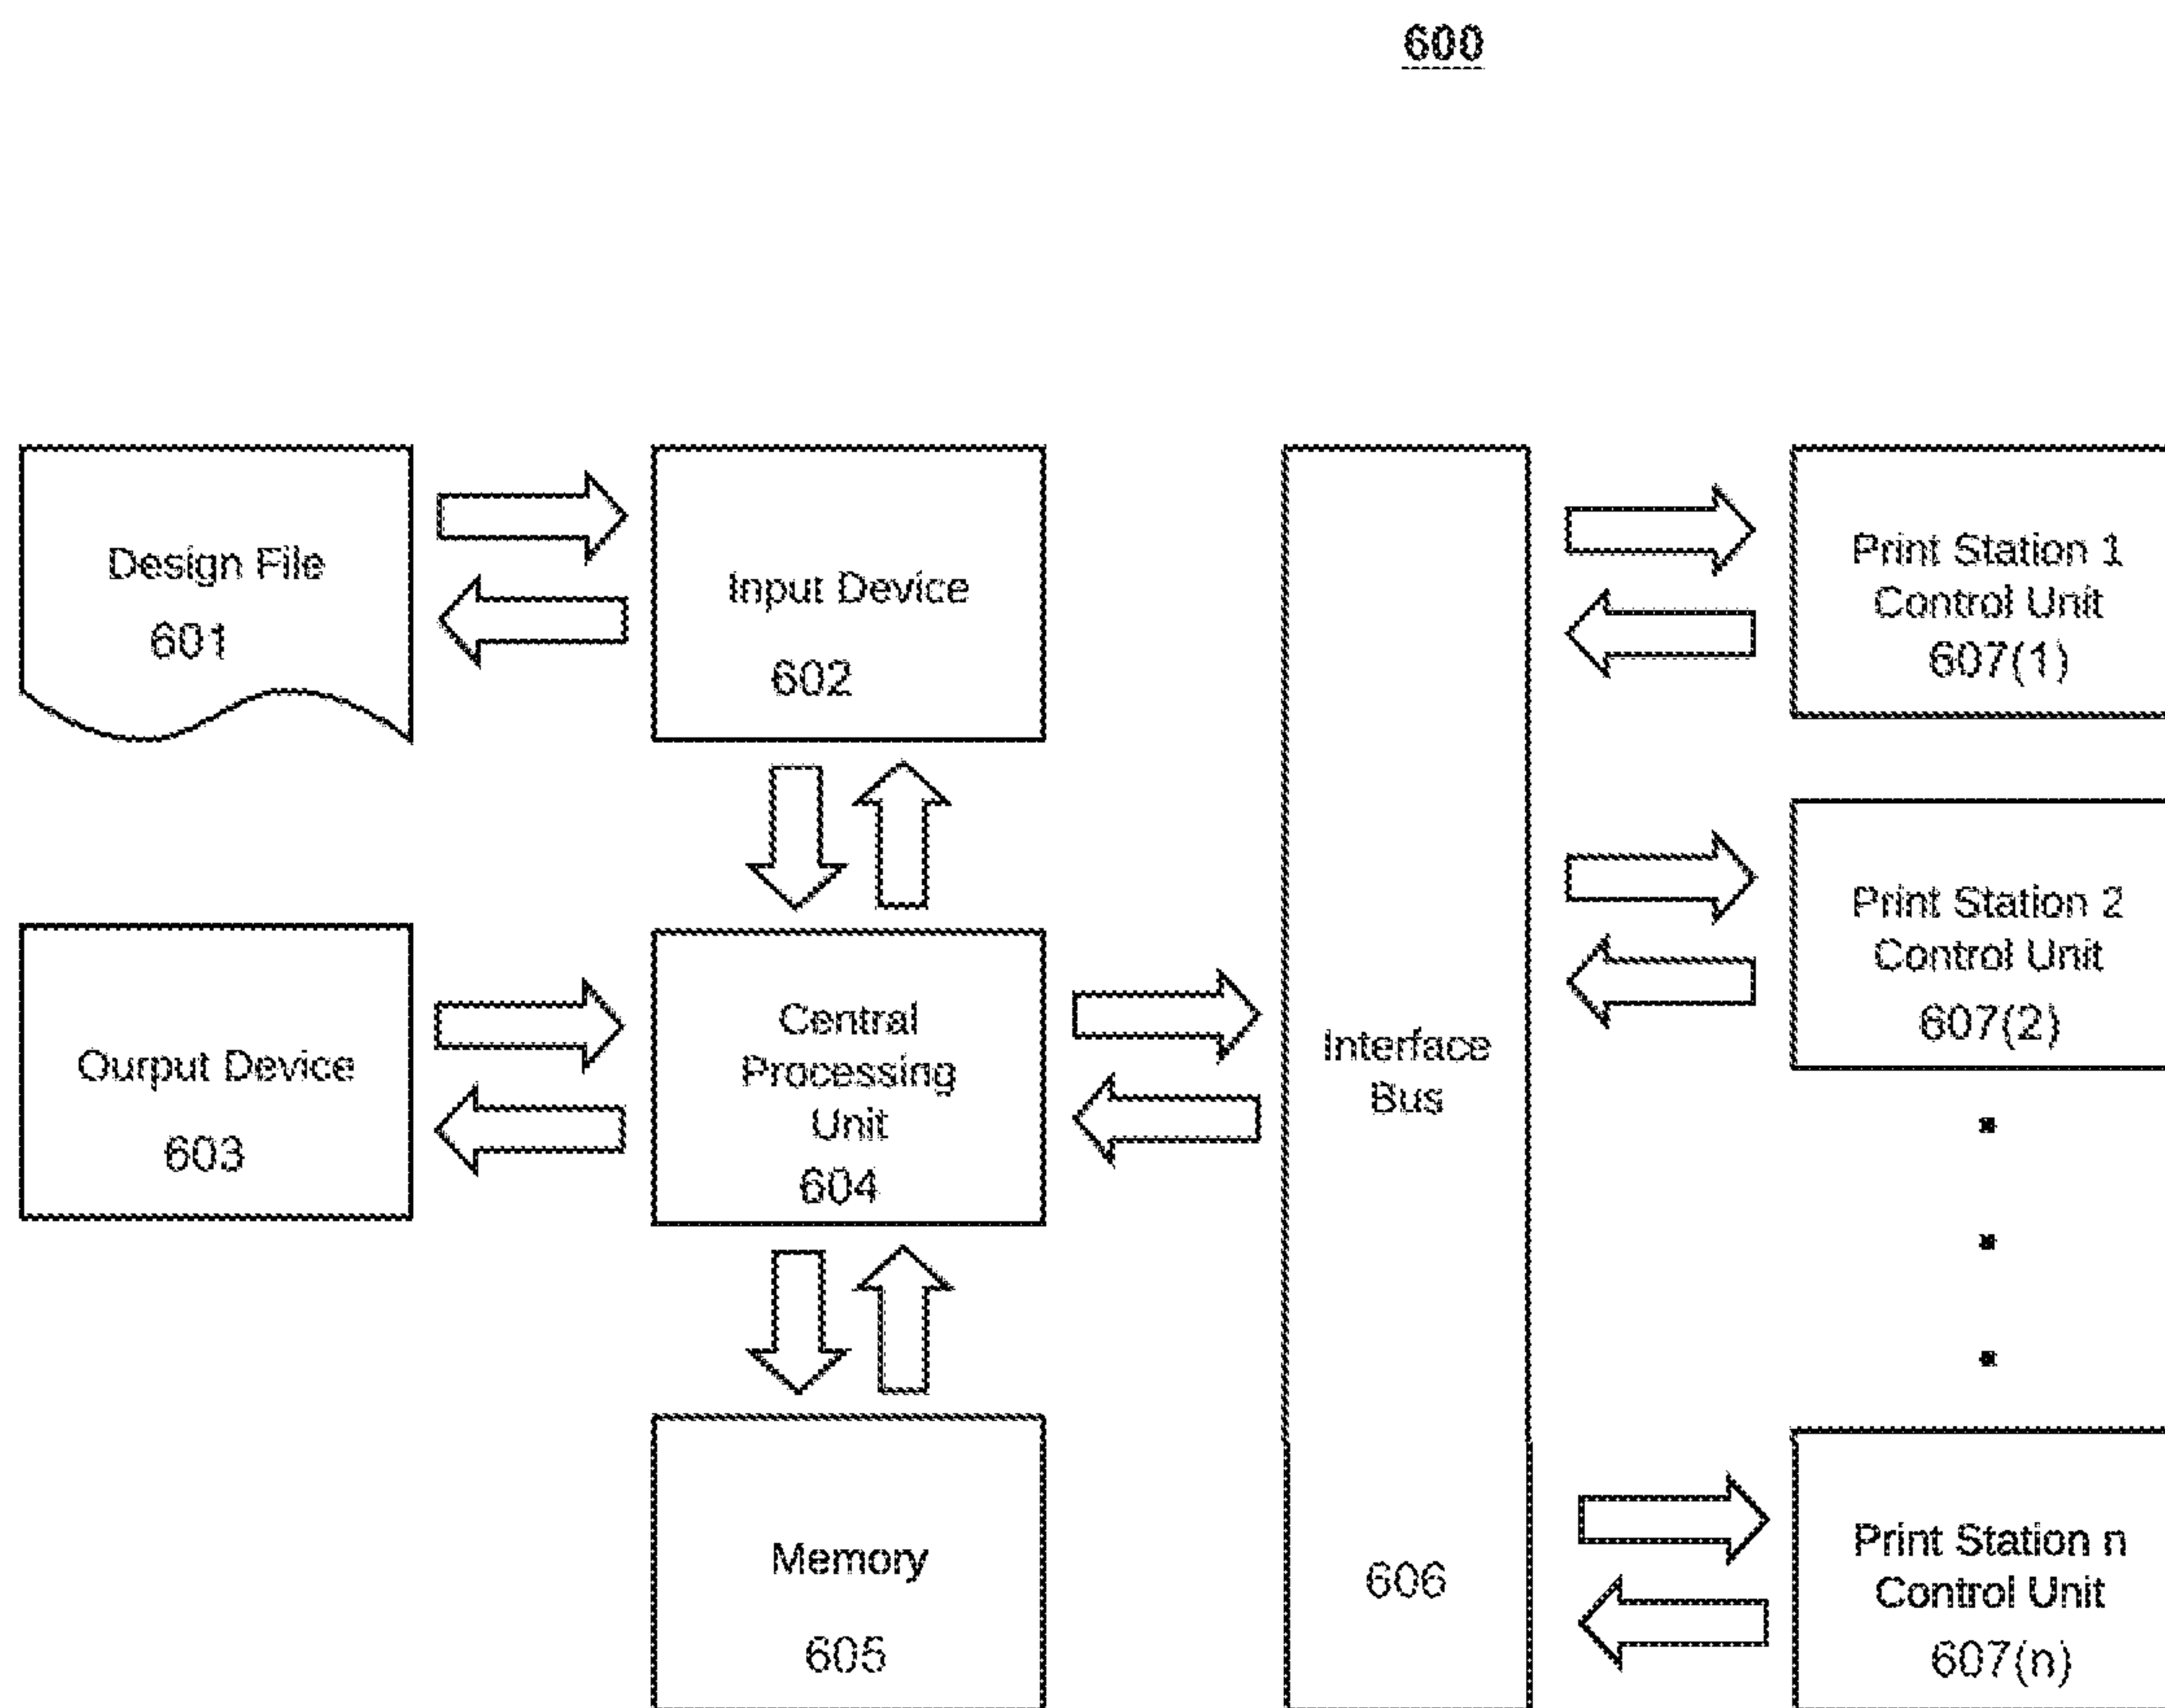 600
Design File
601
Input Device
602
Ourput Device
603
Central
Processing
Unit
604
Memory
605
Interface
Bus
606
Print Station 1
Control Unit
607(1)
Print Station 2
Control Unit
607(2)
Print Station n
Control Unit
607(n)